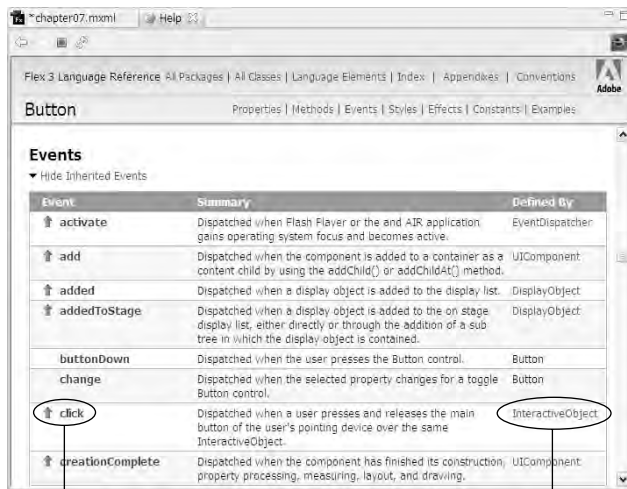 *chapter07.mxml
Help
Flex 3 Language Reference All Packages | All Classes | Language Elements | Index | Appendixes | Conventions
Adobe
Button
Properties | Methods | Events | Styles | Effects | Constants | Examples
Events
Hide Inherited Events
Event Summary Defined By
activate Dispatched when Flash Player or the and AIR application EventDispatcher
gains operating system focus and becomes active.
add Dispatched when the component is added to a container as a UIComponent
content child by using the addChild() or addChildAt() method.
added Dispatched when a display object is added to the display list. DisplayObject
addedToStage Dispatched when a display object is added to the on stage DisplayObject
display list, either directly or through the addition of a sub
tree in which the display object is contained.
buttonDown Dispatched when the user presses the Button control. Button
change Dispatched when the selected property changes for a toggle Button
Button control.
click Dispatched when a user presses and releases the main InteractiveObject
button of the user's pointing device over the same
InteractiveObject.
creationComplete Dispatched when the component has finished its construction, UIComponent
property processing, measuring, layout, and drawing.